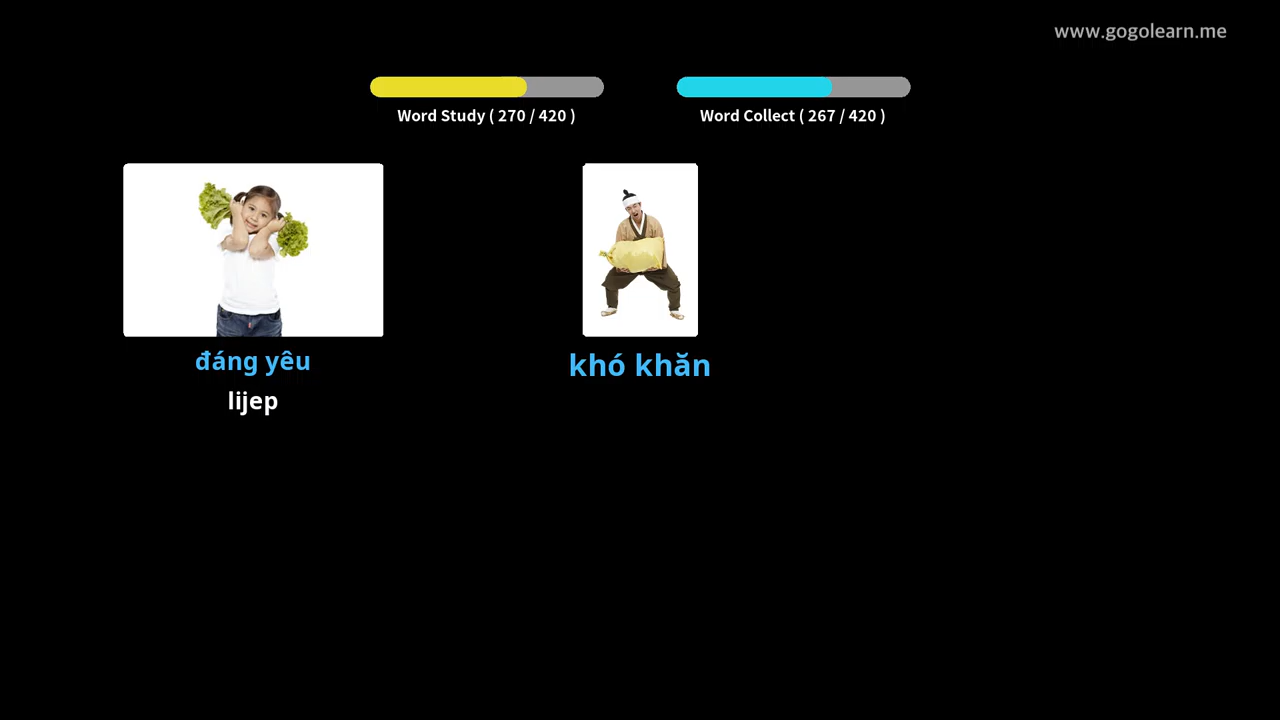 www.gogolearn.me
Word Study ( 270 / 420 )
Word Collect ( 267 / 420 )
đáng yêu
lijep
khó khăn